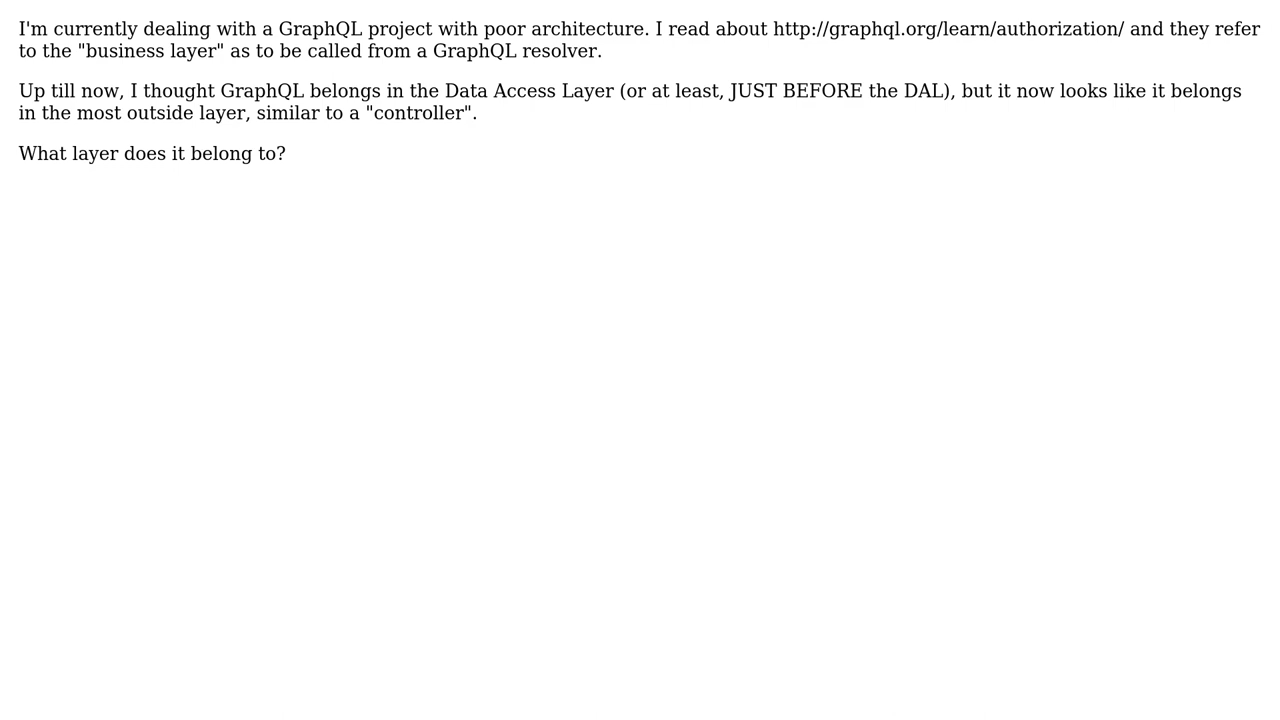 I'm currently dealing with a GraphQL project with poor architecture. I read about http://graphql.org/learn/authorization/ and they refer
to the "business layer" as to be called from a GraphQL resolver.
Up till now, I thought GraphQL belongs in the Data Access Layer (or at least, JUST BEFORE the DAL), but it now looks like it belongs
in the most outside layer, similar to a "controller".
What layer does it belong to?